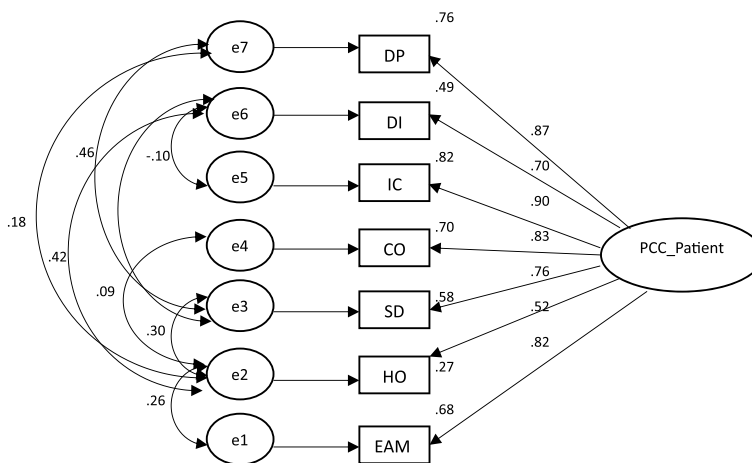 .76
e7
DP
.49
.87
e6
DI
.46
-.10
.82
.70
e5
IC
.90
.18
.70
.83
e4
CO
PCC_Patient
.42
.09
.76
.58
.52
e3
SD
.30
.82
e2
HO
.27
.26
.68
e1
EAM